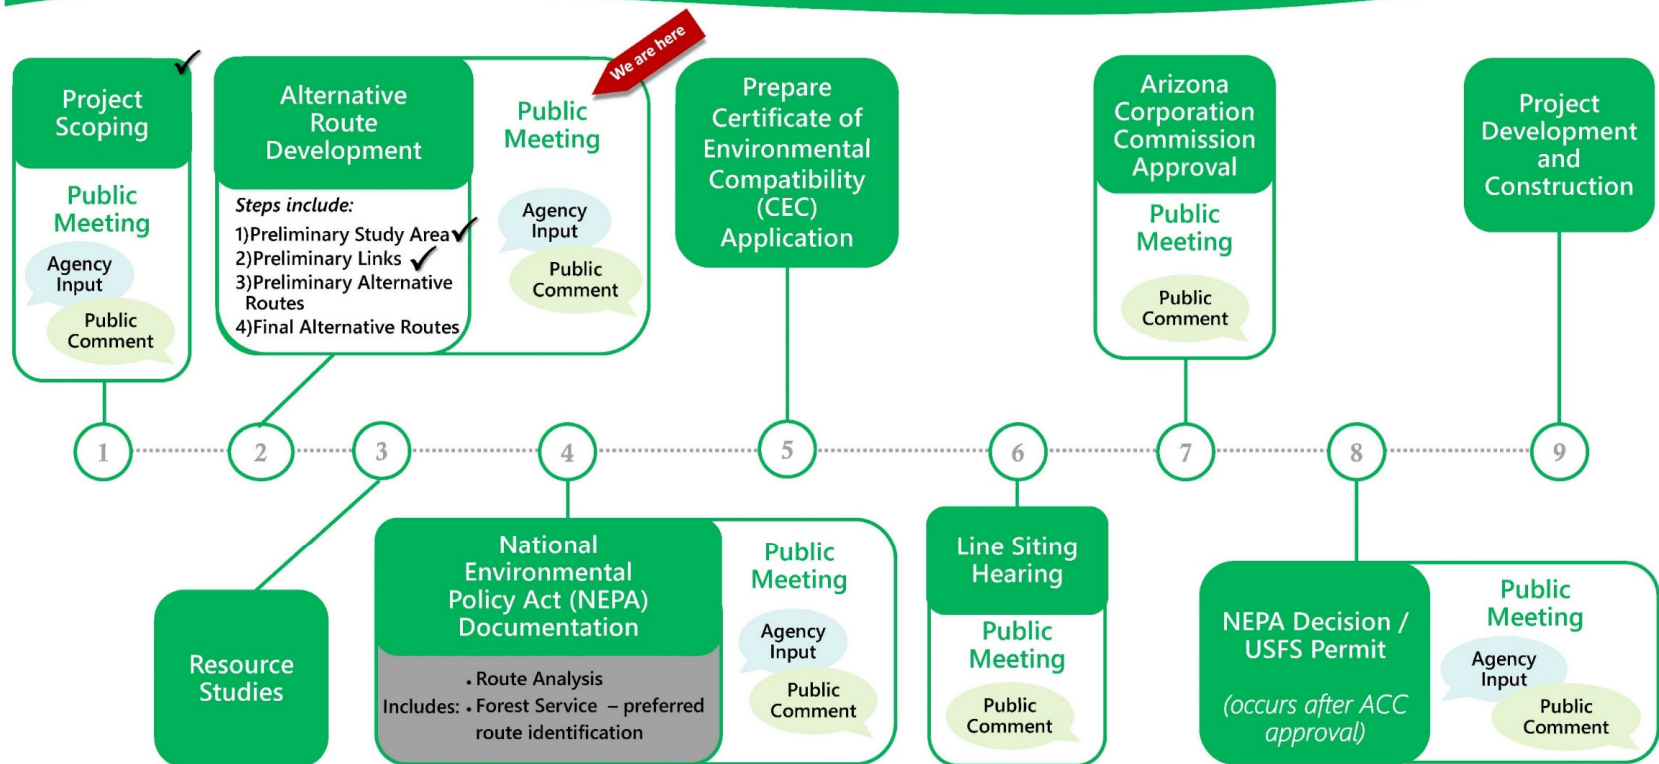 We are here
Project
Scoping
Public
Meeting
Agency
Input
Public
Comment
Alternative
Route
Development
Steps include:
1)Preliminary Study Area
2)Preliminary Links
3)Preliminary Alternative
Routes
4)Final Alternative Routes
Public
Meeting
Agency
Input
Public
Comment
Prepare
Certificate of
Environmental
Compatibility
(CEC)
Application
Arizona
Corporation
Commission
Approval
Public
Meeting
Public
Comment
Project
Development
and
Construction
1
2
3
4
5
6
7
8
9
Resource
Studies
National
Environmental
Policy Act (NEPA)
Documentation
• Route Analysis
Includes: • Forest Service – preferred
route identification
Public
Meeting
Agency
Input
Public
Comment
Line Siting
Hearing
Public
Meeting
Public
Comment
NEPA Decision /
USFS Permit
(occurs after ACC
approval)
Public
Meeting
Agency
Input
Public
Comment